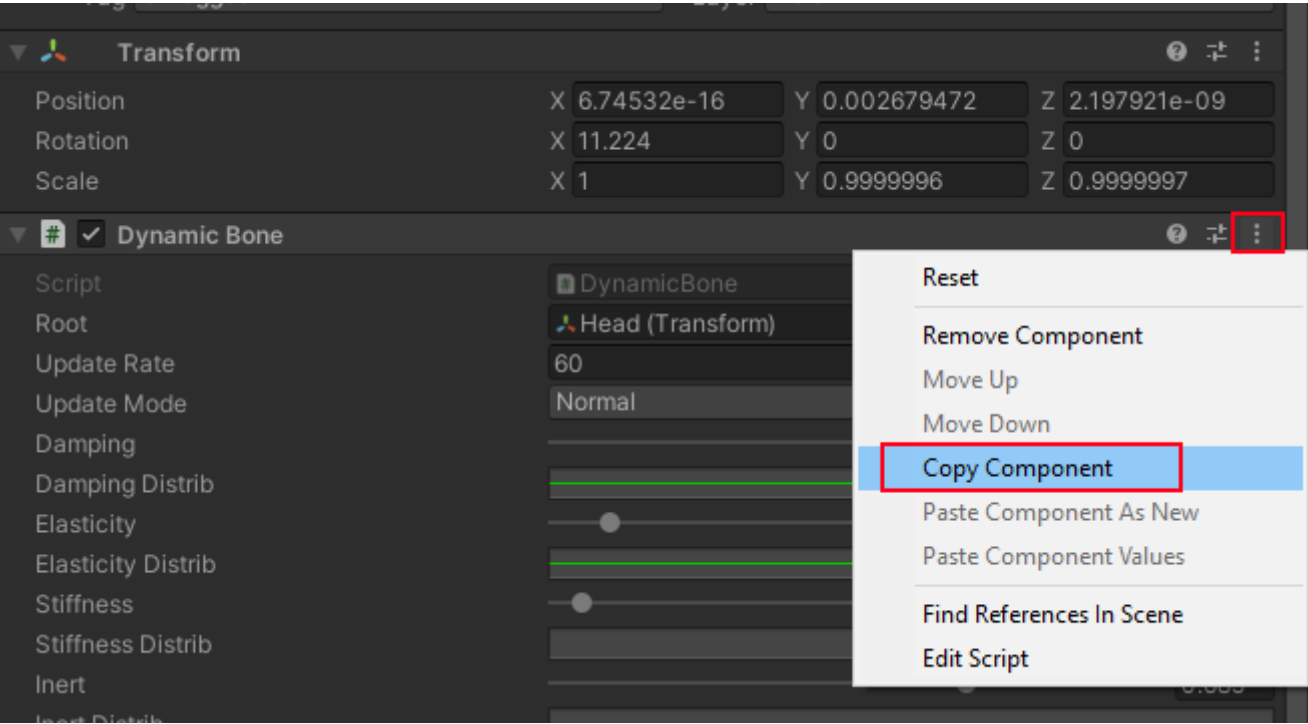 Transform
Position X 6.74532e-16 Y 0.002679472 Z 2.197921e-09
Rotation X 11.224 Y 0 Z 0
Scale X 1 Y 0.9999996 Z 0.9999997
# Dynamic Bone
Script # DynamicBone
Root Head (Transform)
Update Rate 60
Update Mode Normal
Damping
Damping Distrib
Elasticity
Elasticity Distrib
Stiffness
Stiffness Distrib
Inert
Inert Distrib
Reset
Remove Component
Move Up
Move Down
Copy Component
Paste Component As New
Paste Component Values
Find References In Scene
Edit Script